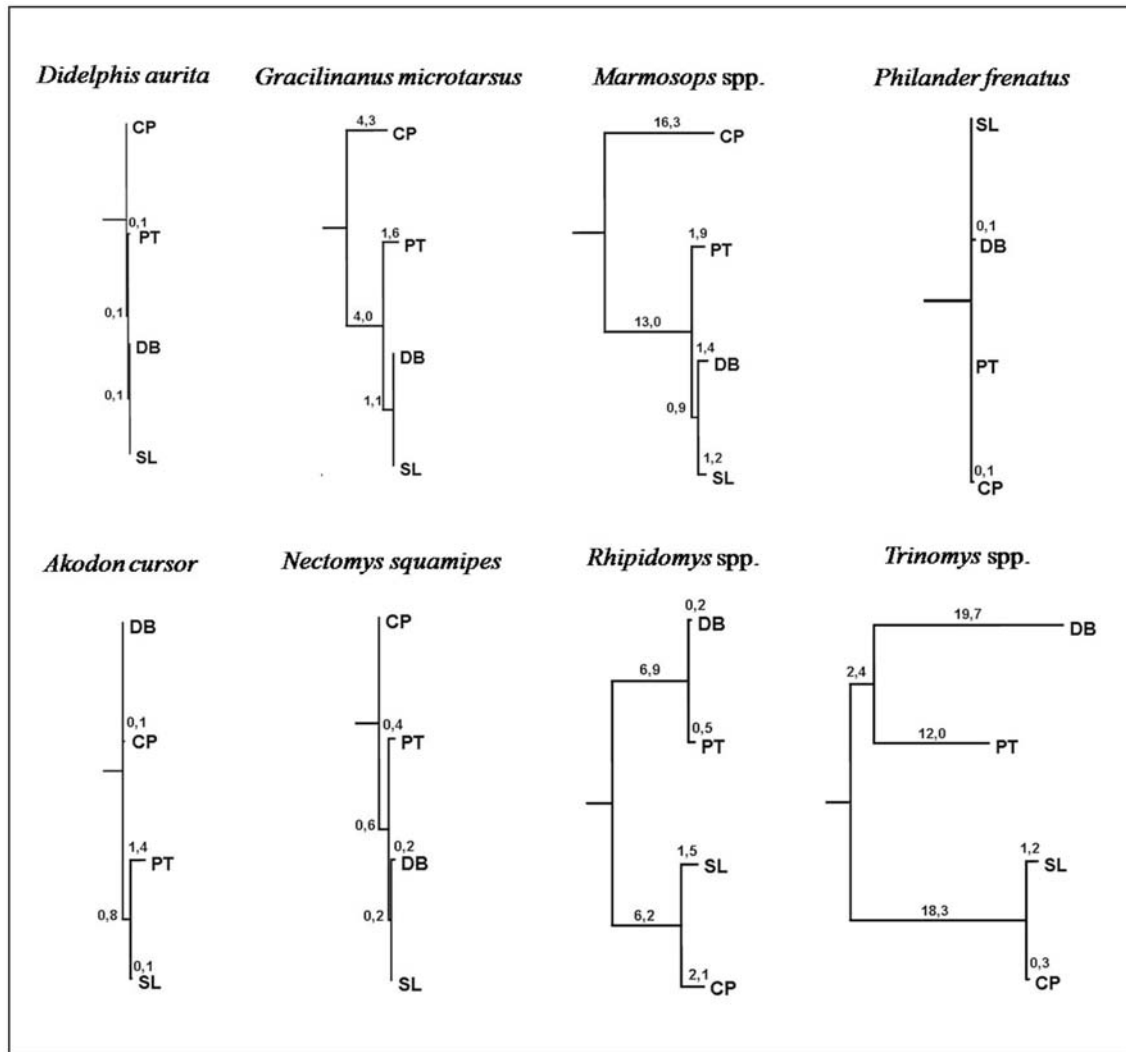 Didelphis aurita
CP
0,1
PT
0,1
DB
0,1
SL
Gracilinanus microtarsus
4,3
CP
1,6
PT
4,0
DB
1,1
SL
Marmosops spp.
16,3
CP
1,9
PT
13,0
1,4
DB
0,9
1,2
SL
Philander frenatus
SL
0,1
DB
PT
0,1
CP
Akodon cursor
DB
0,1
CP
1,4
PT
0,8
0,1
SL
Nectomys squamipes
CP
0,4
PT
0,6
0,2
DB
0,2
SL
Rhipidomys spp.
0,2
DB
6,9
0,5
PT
1,5
SL
6,2
2,1
CP
Trinomys spp.
19,7
DB
2,4
12,0
PT
1,2
SL
18,3
0,3
CP